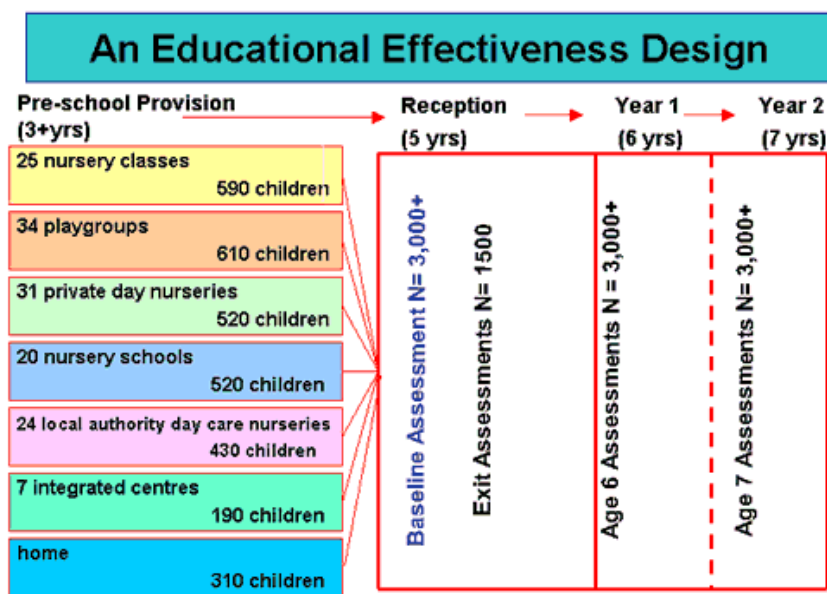 An Educational Effectiveness Design
Pre-school Provision
(3+yrs)
Reception
(5 yrs)
Year 1
(6 yrs)
Year 2
(7 yrs)
25 nursery classes
590 children
34 playgroups
610 children
31 private day nurseries
520 children
20 nursery schools
520 children
24 local authority day care nurseries
430 children
7 integrated centres
190 children
home
310 children
Baseline Assessment N= 3,000+
Exit Assessments N= 1500
Age 6 Assessments N = 3,000+
Age 7 Assessments N= 3,000+